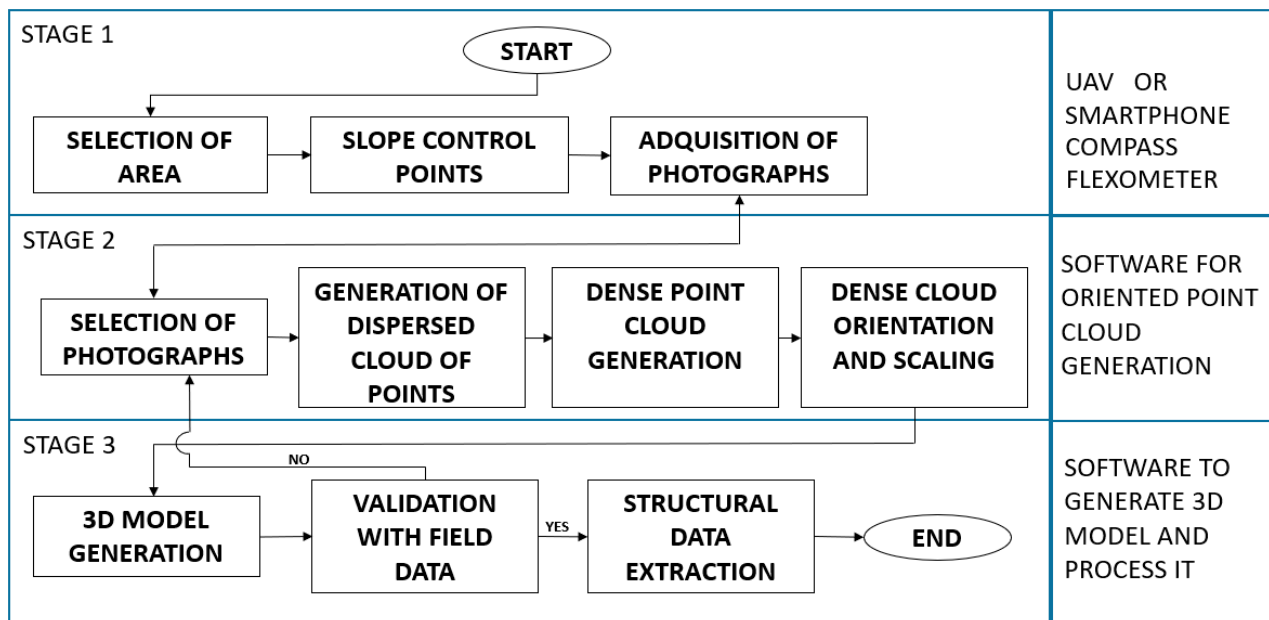 STAGE 1
START
SELECTION OF
AREA
SLOPE CONTROL
POINTS
ADQUISITION OF
PHOTOGRAPHS
UAV OR
SMARTPHONE
COMPASS
FLEXOMETER
STAGE 2
SELECTION OF
PHOTOGRAPHS
GENERATION OF
DISPERSED
CLOUD OF
POINTS
DENSE POINT
CLOUD
GENERATION
DENSE CLOUD
ORIENTATION
AND SCALING
SOFTWARE FOR
ORIENTED POINT
CLOUD
GENERATION
STAGE 3
NO
3D MODEL
GENERATION
VALIDATION
WITH FIELD
DATA
YES
STRUCTURAL
DATA
EXTRACTION
END
SOFTWARE TO
GENERATE 3D
MODEL AND
PROCESS IT